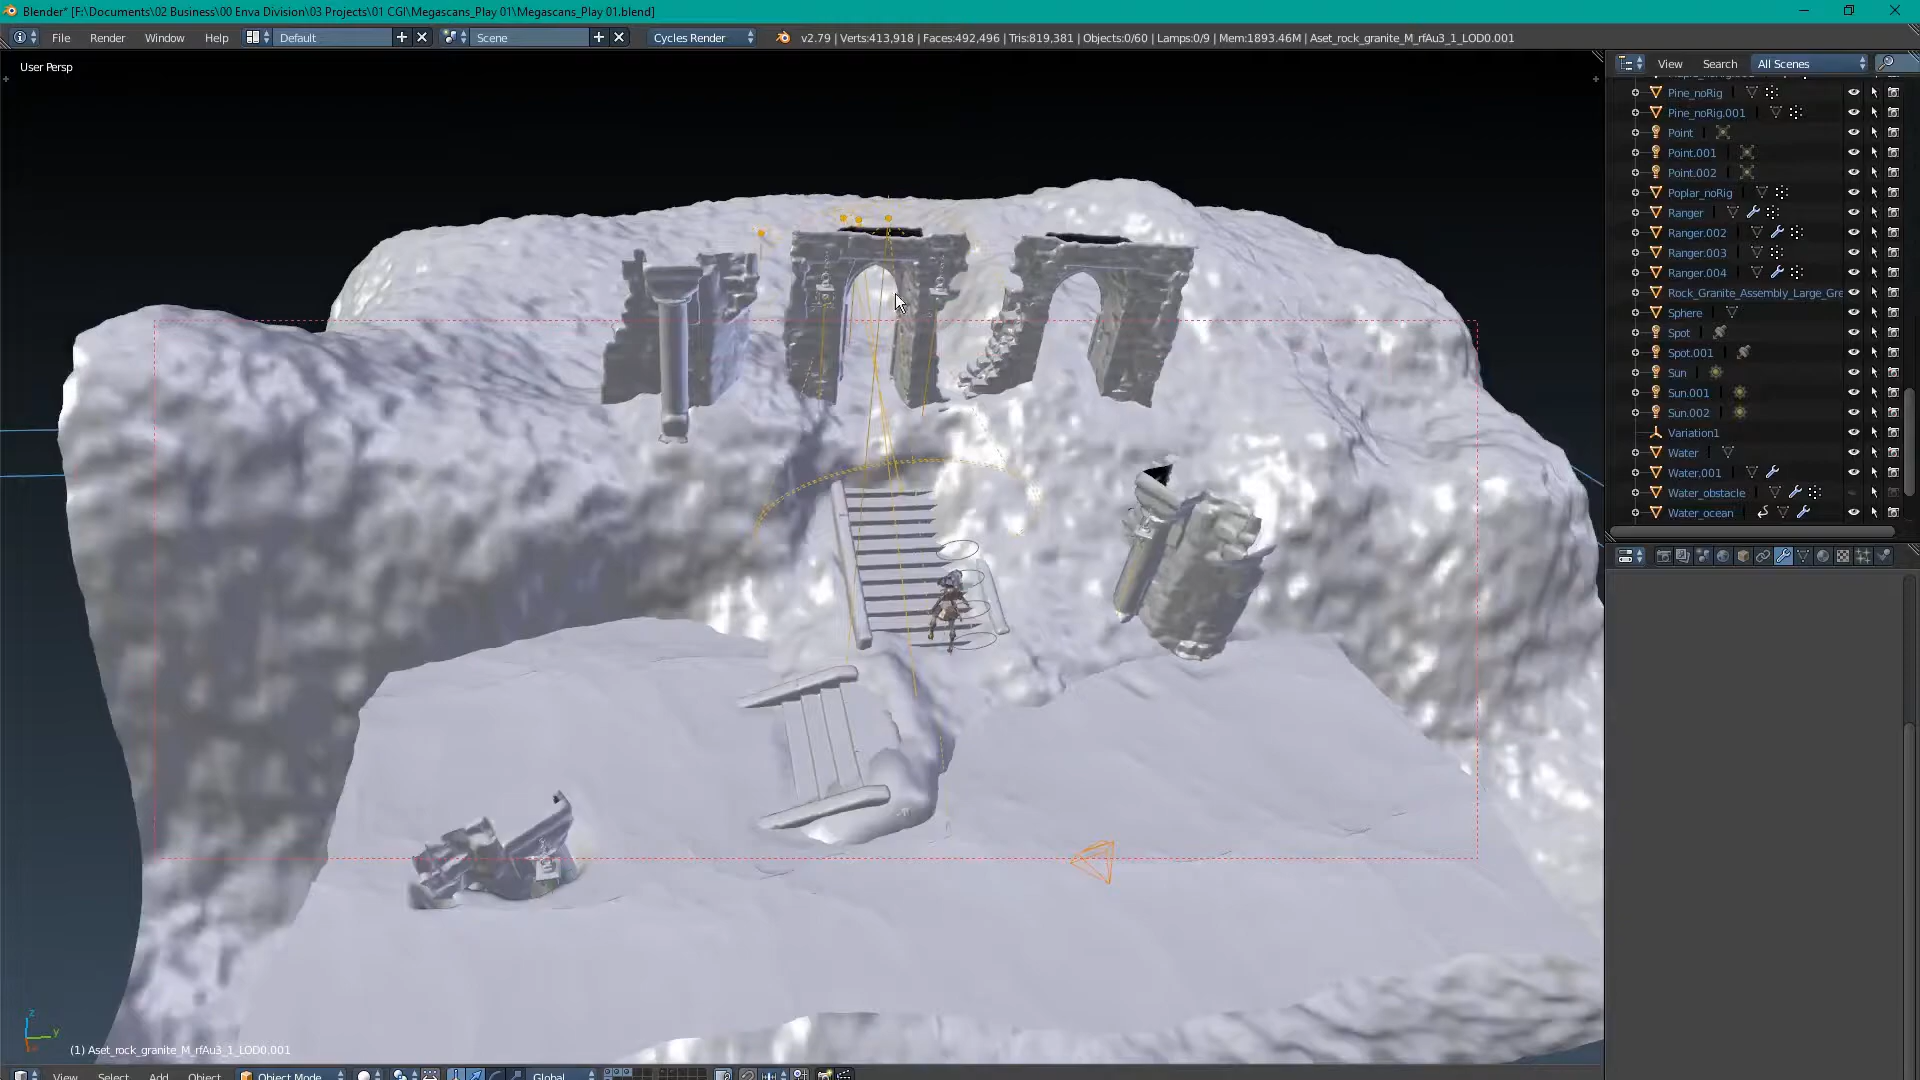 Blender* [F:\Documents\02 Business\00 Enva Division\03 Projects\01 CGI\Megascans_Play 01\Megascans_Play 01.blend]
File Render Window Help Default Scene Cycles Render v2.79 | Verts:413,918 | Faces:492,496 | Tris:819,381 | Objects:0/60 | Lamps:0/9 | Mem:1893.46M | Aset_rock_granite_M_rfAu3_1_LOD0.001
User Persp
View Search All Scenes
Pine_noRig
Pine_noRig.001
Point
Point.001
Point.002
Poplar_noRig
Ranger
Ranger.002
Ranger.003
Ranger.004
Rock_Granite_Assembly_Large_Gre
Sphere
Spot
Spot.001
Sun
Sun.001
Sun.002
Variation1
Water
Water.001
Water_obstacle
Water_ocean
z
y
(1) Aset_rock_granite_M_rfAu3_1_LOD0.001
View Select Add Object Object Mode Global